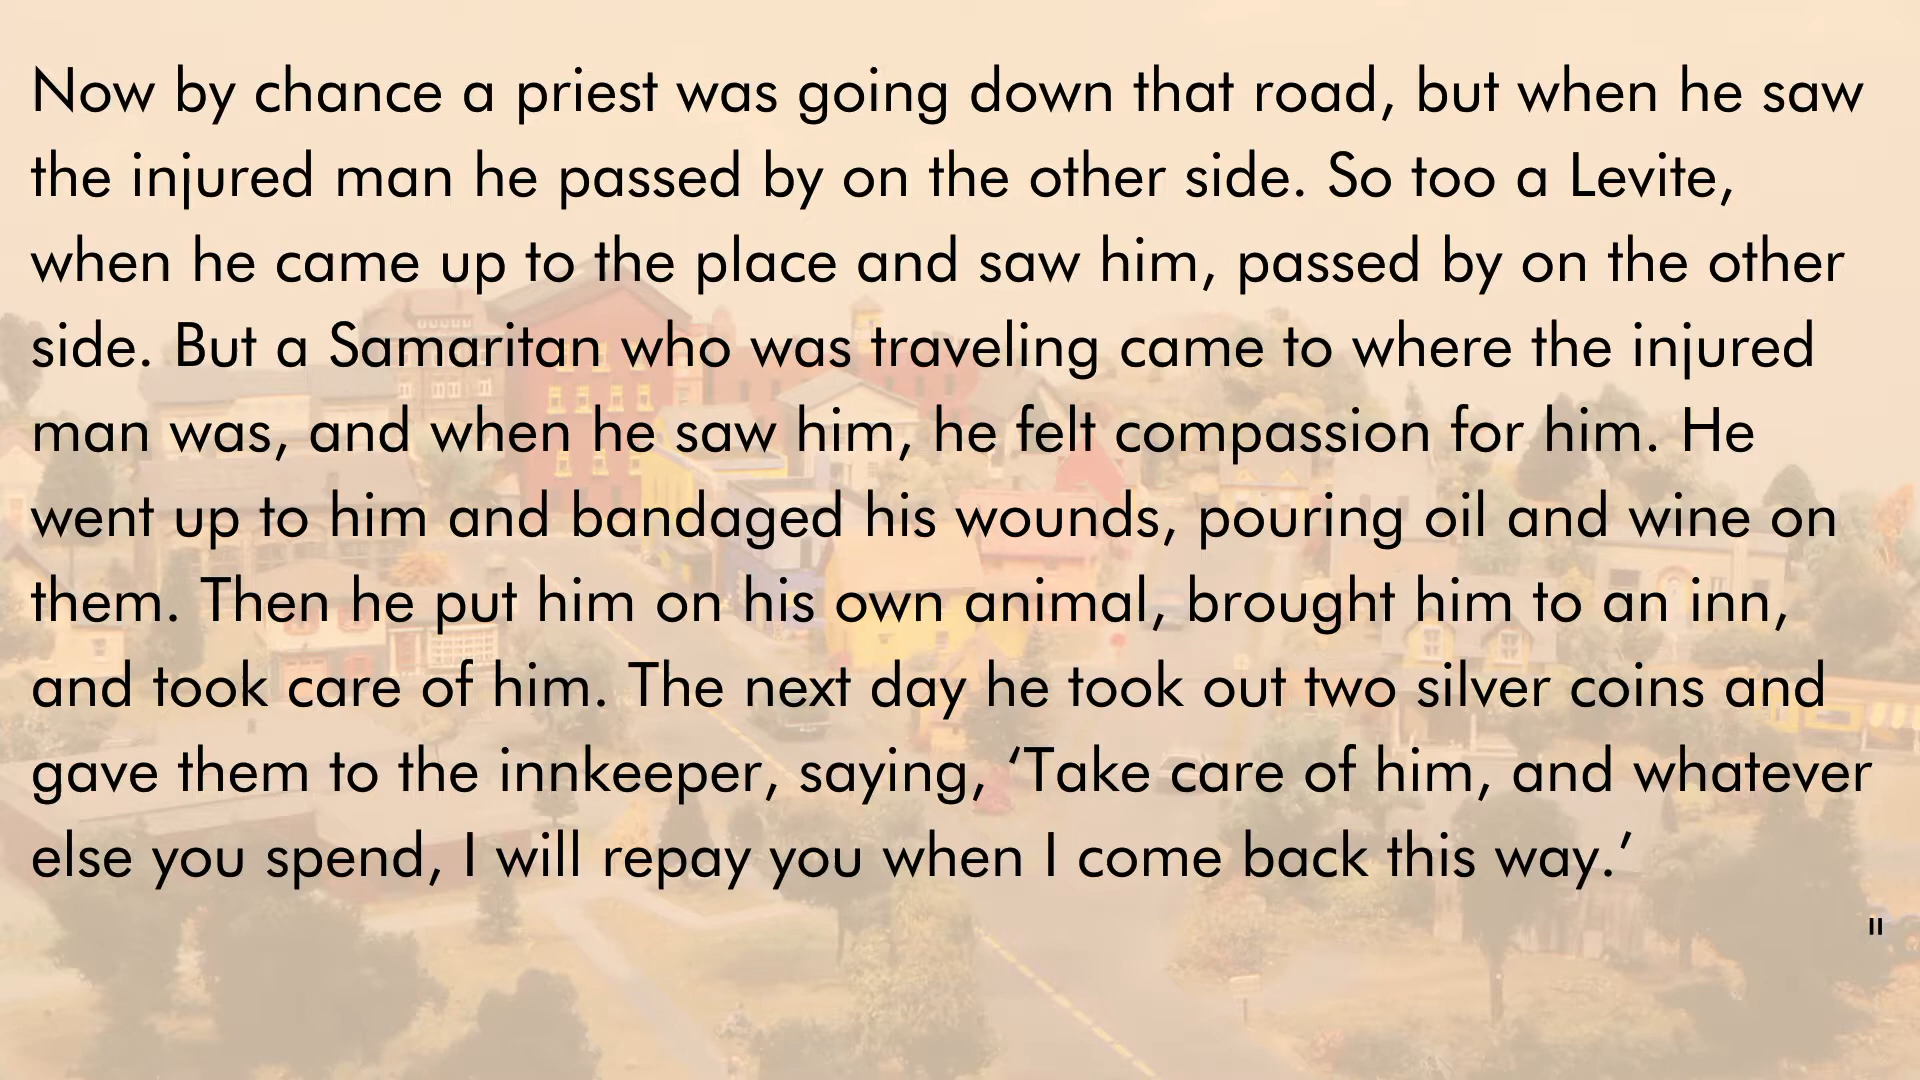 Now by chance a priest was going down that road, but when he saw
the injured man he passed by on the other side. So too a Levite,
when he came up to the place and saw him, passed by on the other
side. But a Samaritan who was traveling came to where the injured
man was, and when he saw him, he felt compassion for him. He
went up to him and bandaged his wounds, pouring oil and wine on
them. Then he put him on his own animal, brought him to an inn,
and took care of him. The next day he took out two silver coins and
gave them to the innkeeper, saying, ‘Take care of him, and whatever
else you spend, I will repay you when I come back this way.’
"